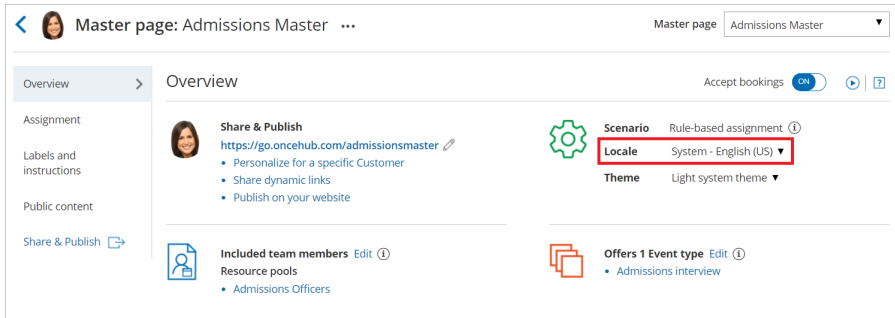 Master page: Admissions Master ...
Master page Admissions Master
Overview
Assignment
Labels and
instructions
Public content
Share & Publish
Overview
Accept bookings ON
Share & Publish
https://go.oncehub.com/admissionsmaster
• Personalize for a specific Customer
• Share dynamic links
• Publish on your website
Scenario Rule-based assignment
Locale System - English (US)
Theme Light system theme
Included team members Edit
Resource pools
• Admissions Officers
Offers 1 Event type Edit
• Admissions interview